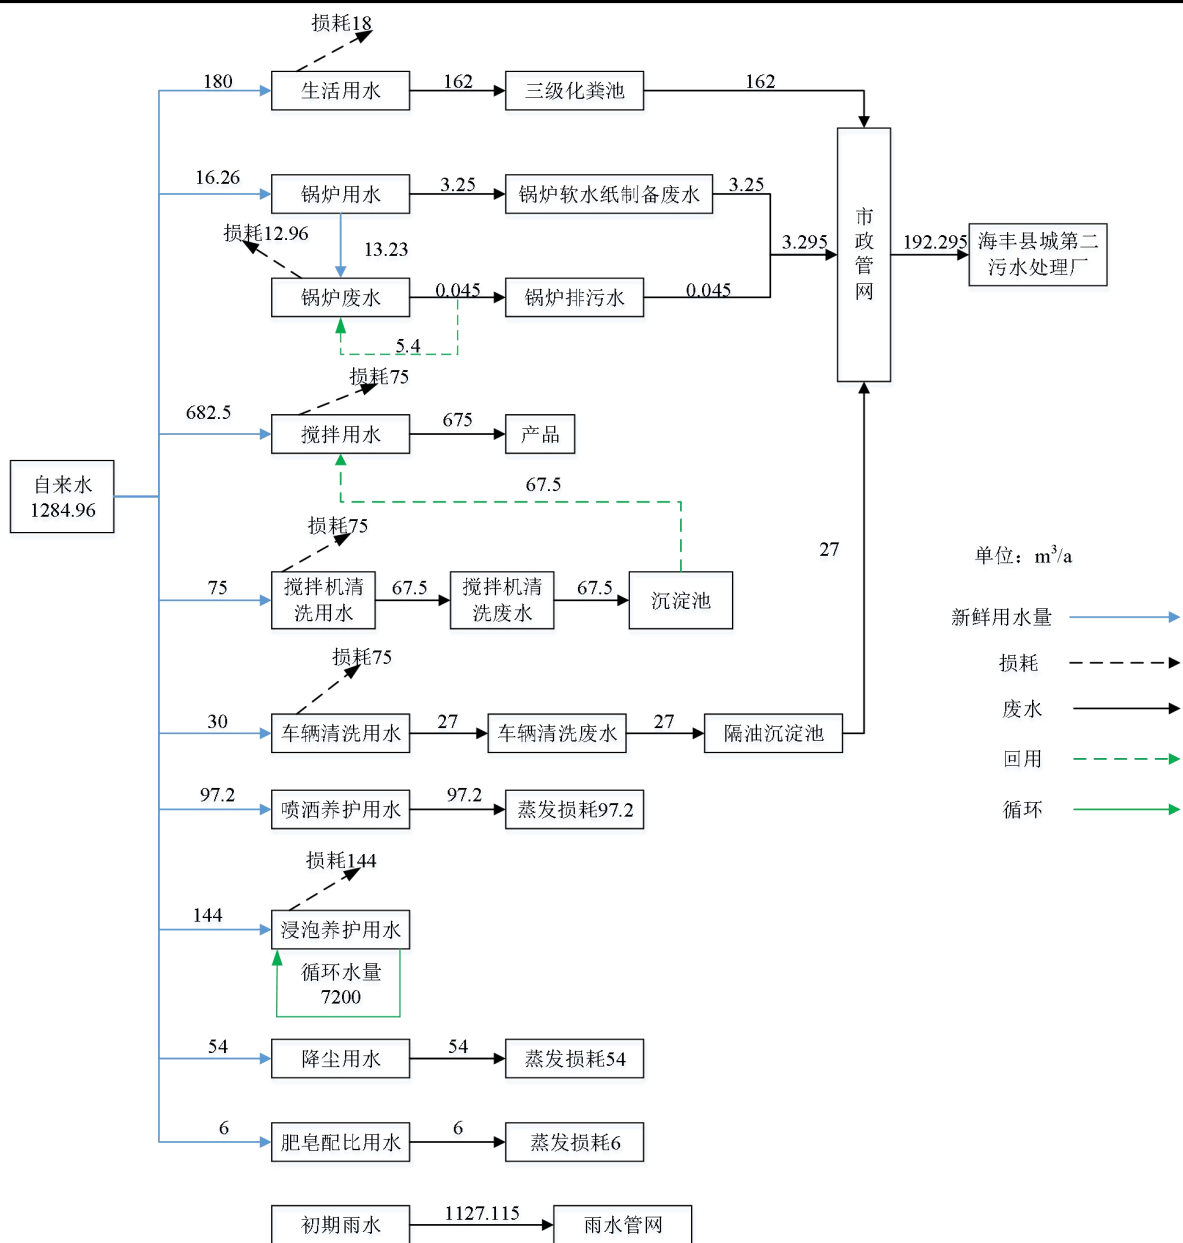 损耗18
180
生活用水
162
三级化粪池
162
16.26
锅炉用水
3.25
锅炉软水纸制备废水
3.25
损耗12.96
13.23
3.295
市政管网
192.295
海丰县城第二
污水处理厂
锅炉废水
0.045
锅炉排污水
0.045
5.4
损耗75
682.5
搅拌用水
675
产品
自来水
1284.96
67.5
损耗75
75
搅拌机清
洗用水
67.5
搅拌机清
洗废水
67.5
沉淀池
27
单位：m³/a
新鲜用水量
损耗
废水
回用
循环
损耗75
30
车辆清洗用水
27
车辆清洗废水
27
隔油沉淀池
97.2
喷洒养护用水
97.2
蒸发损耗97.2
损耗144
144
浸泡养护用水
循环水量
7200
54
降尘用水
54
蒸发损耗54
6
肥皂配比用水
6
蒸发损耗6
初期雨水
1127.115
雨水管网